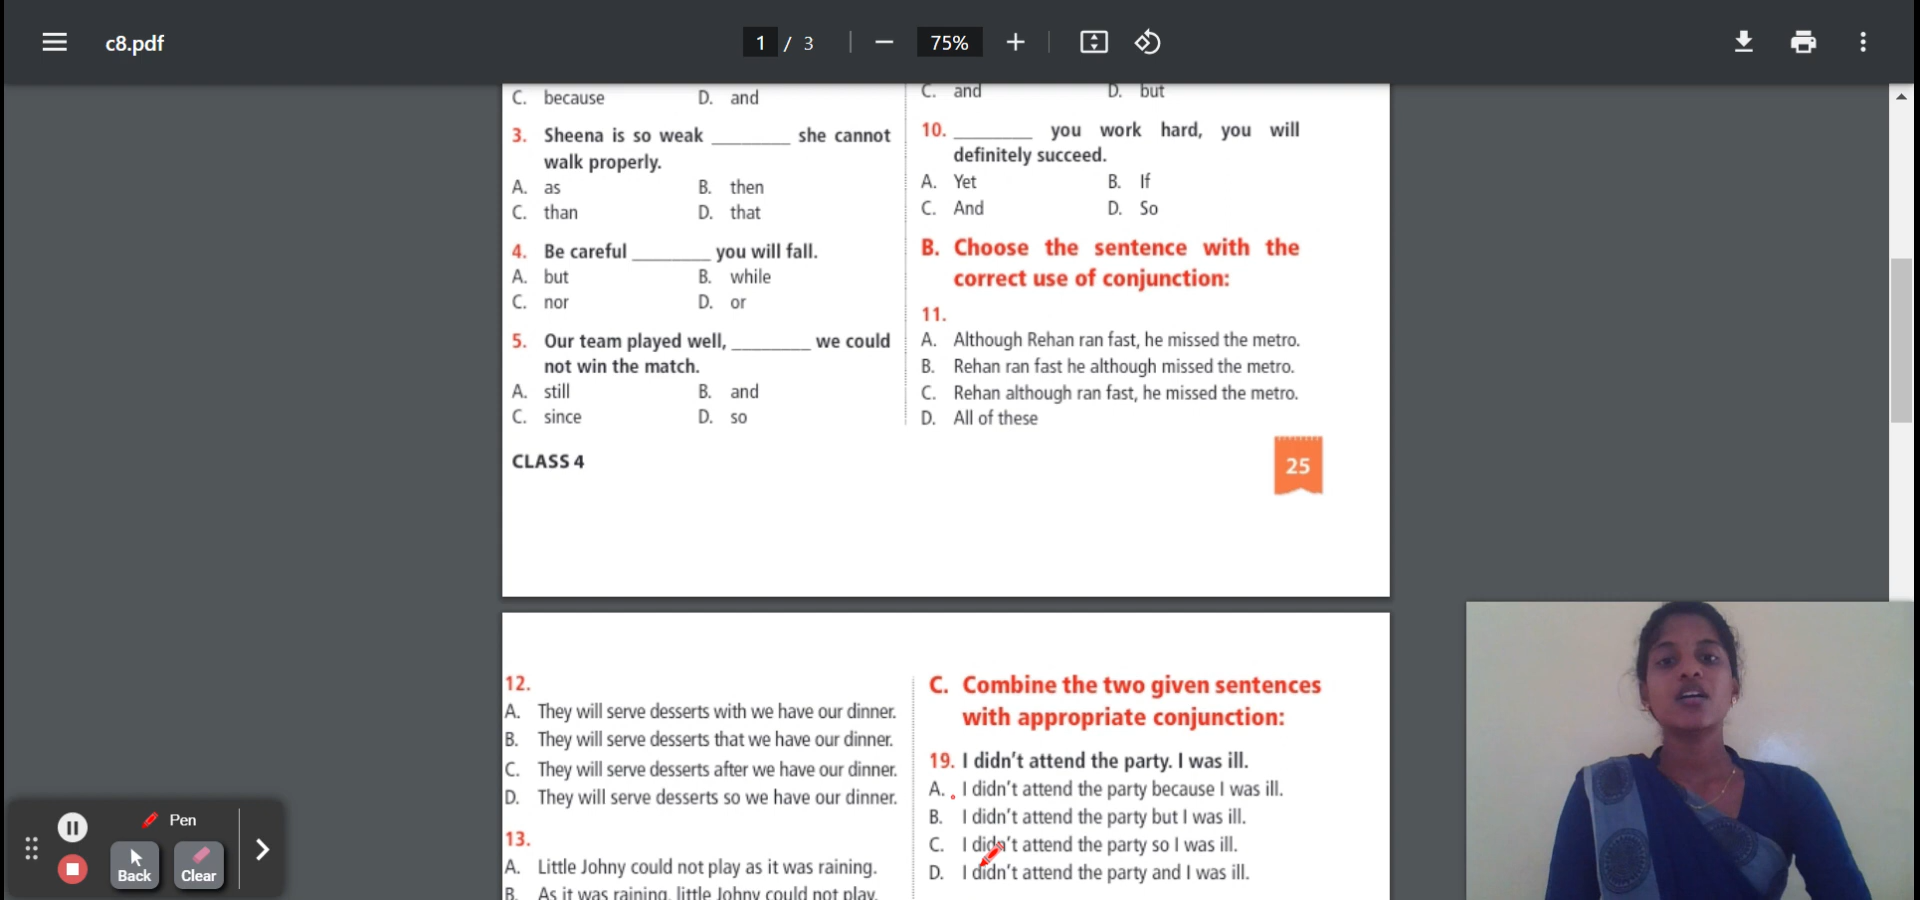 c8.pdf
1 / 3
75%
C. because D. and
3. Sheena is so weak ________ she cannot
walk properly.
A. as B. then
C. than D. that
4. Be careful ________ you will fall.
A. but B. while
C. nor D. or
5. Our team played well, ________ we could
not win the match.
A. still B. and
C. since D. so
C. and D. but
10. ________ you work hard, you will
definitely succeed.
A. Yet B. If
C. And D. So
B. Choose the sentence with the
correct use of conjunction:
11.
A. Although Rehan ran fast, he missed the metro.
B. Rehan ran fast he although missed the metro.
C. Rehan although ran fast, he missed the metro.
D. All of these
CLASS 4
25
12.
A. They will serve desserts with we have our dinner.
B. They will serve desserts that we have our dinner.
C. They will serve desserts after we have our dinner.
D. They will serve desserts so we have our dinner.
13.
A. Little Johny could not play as it was raining.
B. As it was raining, little Johny could not play.
C. Combine the two given sentences
with appropriate conjunction:
19. I didn't attend the party. I was ill.
A. I didn't attend the party because I was ill.
B. I didn't attend the party but I was ill.
C. I didn't attend the party so I was ill.
D. I didn't attend the party and I was ill.
Pen
Back
Clear